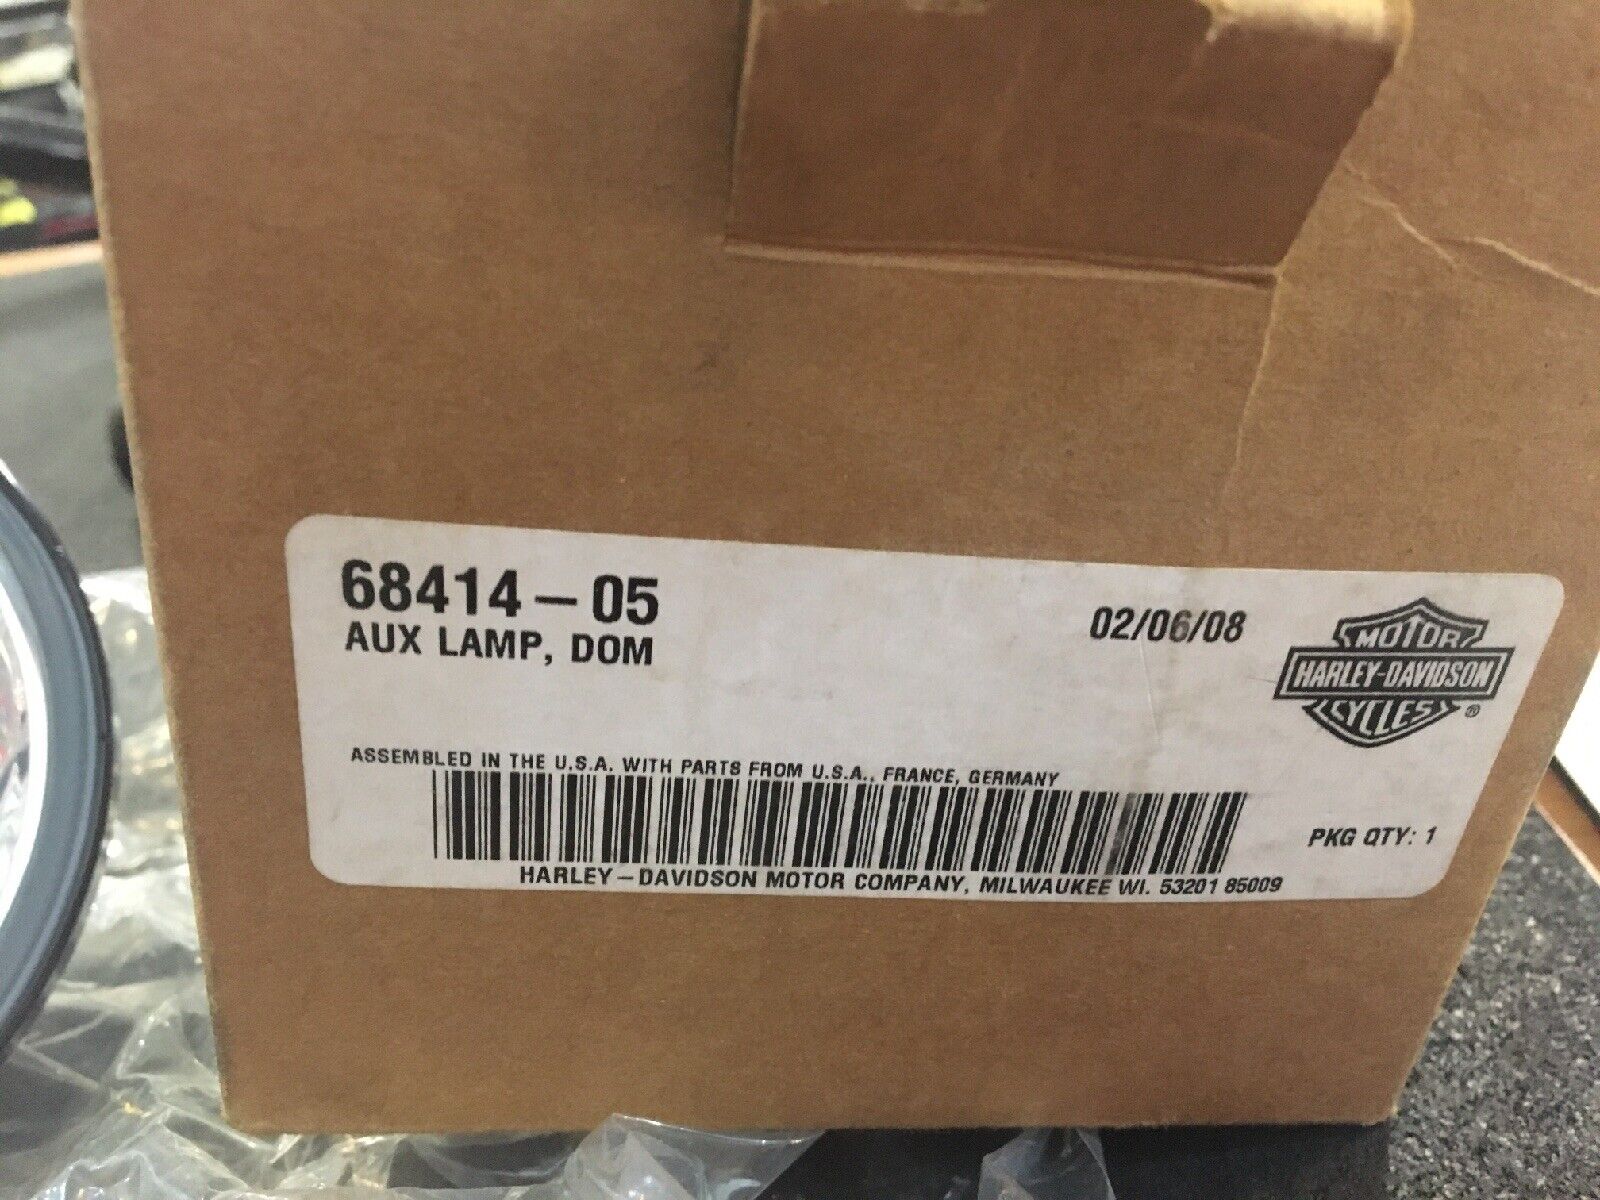 68414-05
AUX LAMP, DOM
02/06/08
MOTOR
HARLEY-DAVIDSON
CYCLES
®
ASSEMBLED IN THE U.S.A. WITH PARTS FROM U.S.A., FRANCE, GERMANY
PKG QTY: 1
HARLEY-DAVIDSON MOTOR COMPANY, MILWAUKEE WI. 53201 85009